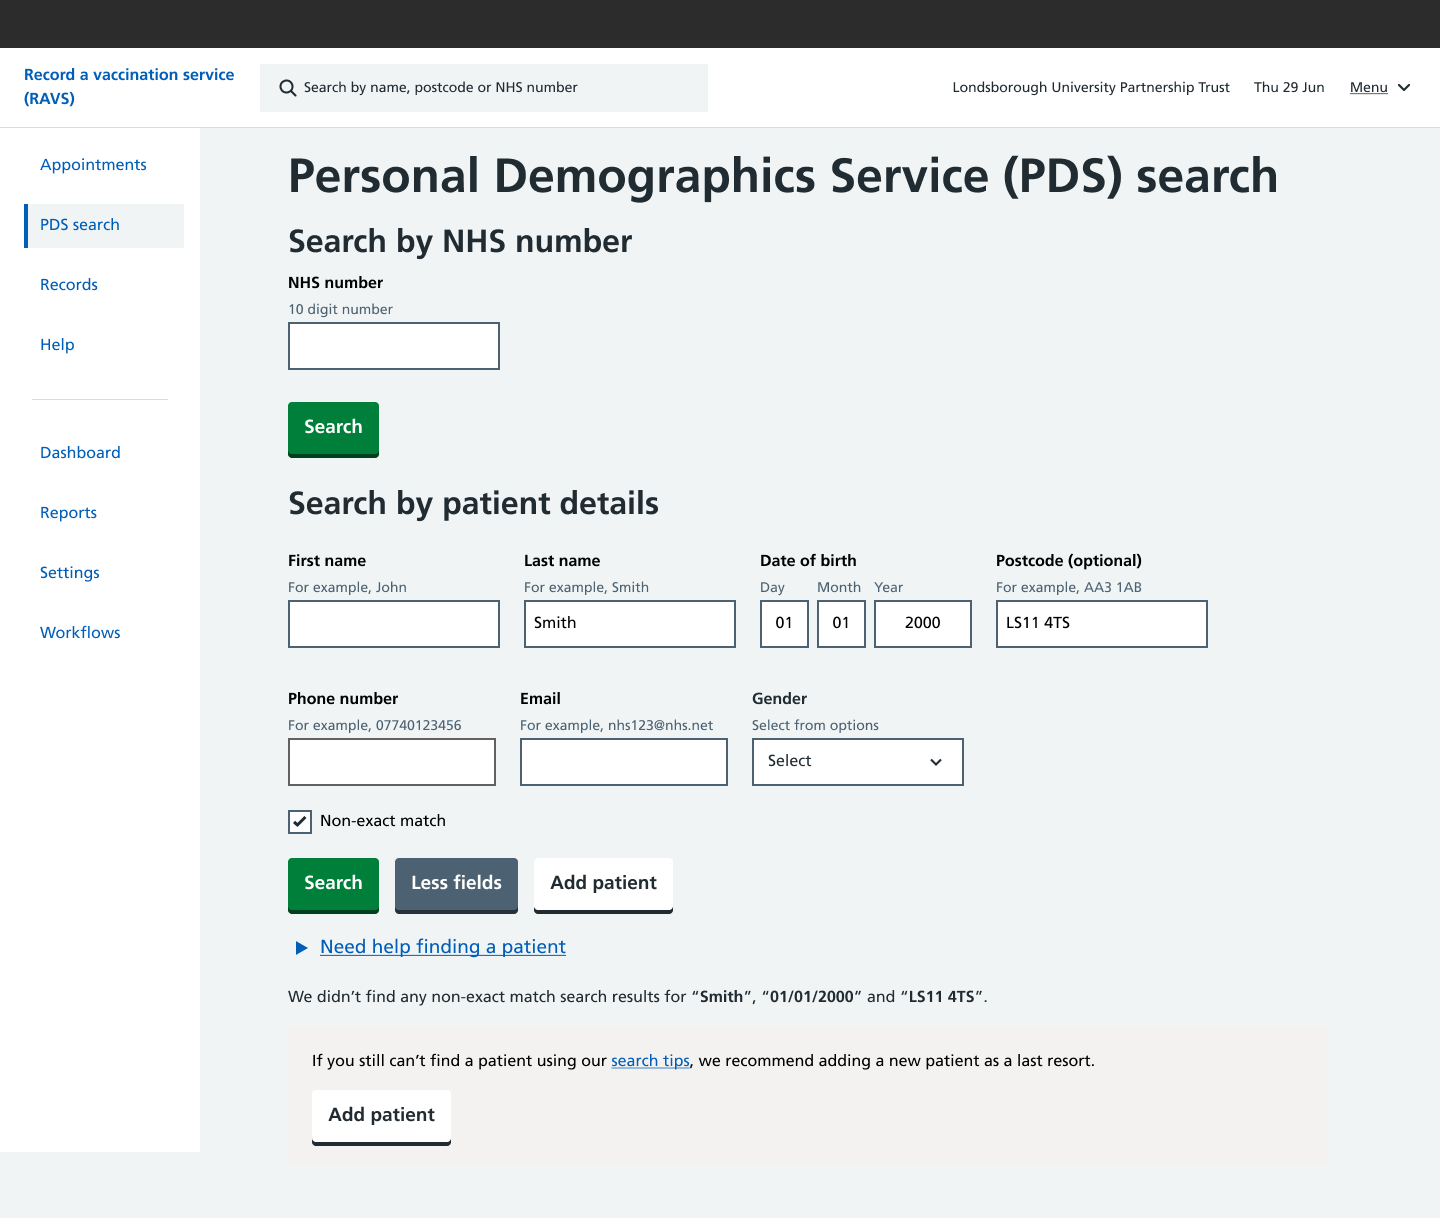 Record a vaccination service
(RAVS)
Search by name, postcode or NHS number
Londsborough University Partnership Trust
Thu 29 Jun
Menu
Appointments
PDS search
Records
Help
Dashboard
Reports
Settings
Workflows
Personal Demographics Service (PDS) search
Search by NHS number
NHS number
10 digit number
Search
Search by patient details
First name
For example, John
Last name
For example, Smith
Smith
Date of birth
Day Month Year
01 01 2000
Postcode (optional)
For example, AA3 1AB
LS11 4TS
Phone number
For example, 07740123456
Email
For example, nhs123@nhs.net
Gender
Select from options
Select
Non-exact match
Search
Less fields
Add patient
Need help finding a patient
We didn’t find any non-exact match search results for “Smith”, “01/01/2000” and “LS11 4TS”.
If you still can’t find a patient using our search tips, we recommend adding a new patient as a last resort.
Add patient